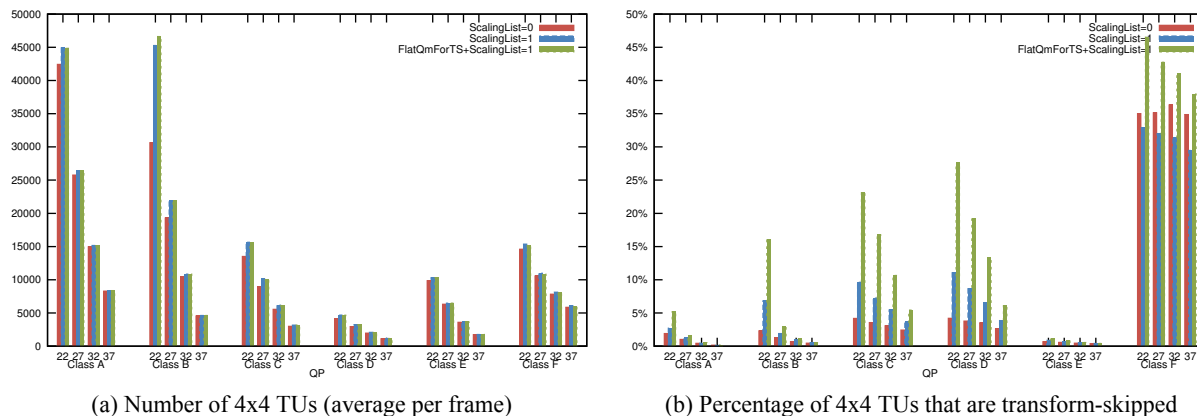 50000
45000
40000
35000
30000
25000
20000
15000
10000
5000
0
ScalingList=0
ScalingList=1
FlatQmForTS+ScalingList=1
22 27 32 37 22 27 32 37 22 27 32 37 22 27 32 37 22 27 32 37 22 27 32 37
Class A Class B Class C Class D Class E Class F
QP
(a) Number of 4x4 TUs (average per frame)
50%
45%
40%
35%
30%
25%
20%
15%
10%
5%
0%
ScalingList=0
ScalingList=1
FlatQmForTS+ScalingList=1
22 27 32 37 22 27 32 37 22 27 32 37 22 27 32 37 22 27 32 37 22 27 32 37
Class A Class B Class C Class D Class E Class F
QP
(b) Percentage of 4x4 TUs that are transform-skipped